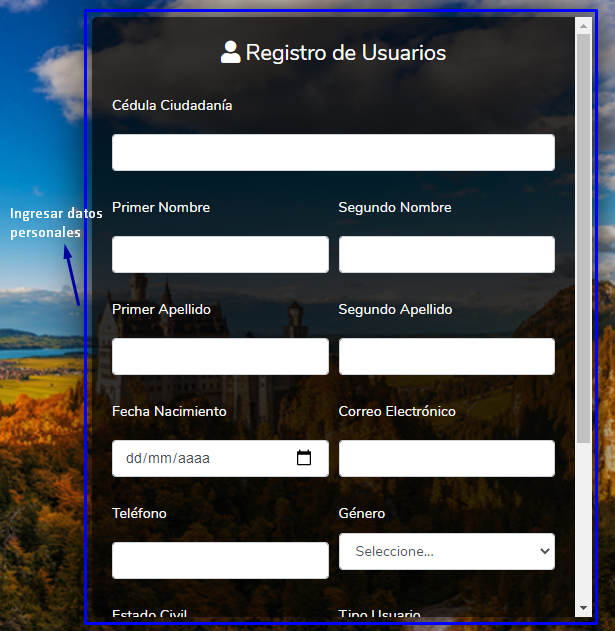 Registro de Usuarios
Cédula Ciudadanía
Primer Nombre Segundo Nombre
Ingresar datos
personales
Primer Apellido Segundo Apellido
Fecha Nacimiento Correo Electrónico
dd/mm/aaaa
Teléfono Género
Seleccione...
Estado Civil Tipo Usuario